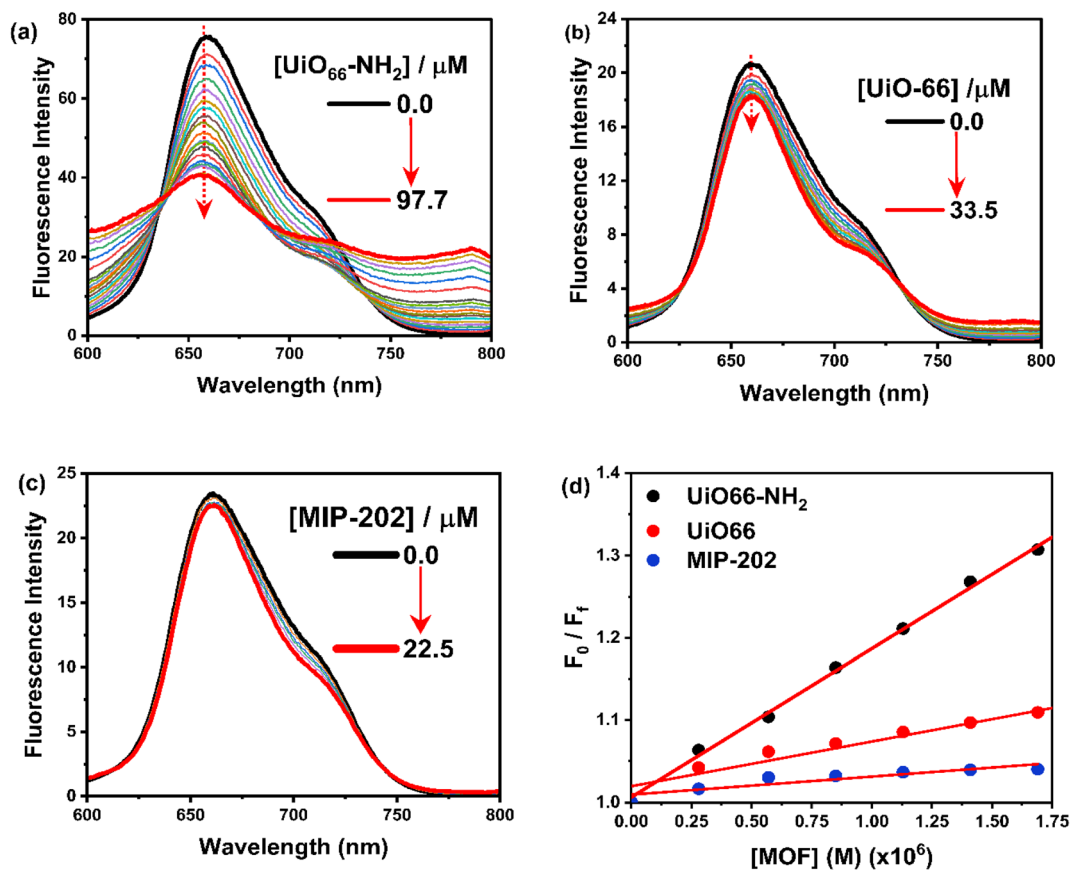 (a)
80
60
40
20
0
Fluorescence Intensity
[UiO₆₆-NH₂] / μM
0.0
97.7
600 650 700 750 800
Wavelength (nm)
(b)
24
20
16
12
8
4
0
Fluorescence Intensity
[UiO-66] /μM
0.0
33.5
600 650 700 750 800
Wavelength (nm)
(c)
25
20
15
10
5
0
Fluorescence Intensity
[MIP-202] / μM
0.0
22.5
600 650 700 750 800
Wavelength (nm)
(d)
1.4
1.3
1.2
1.1
1.0
F₀ / F_f
UiO66-NH₂
UiO66
MIP-202
0.00 0.25 0.50 0.75 1.00 1.25 1.50 1.75
[MOF] (M) (x10⁶)